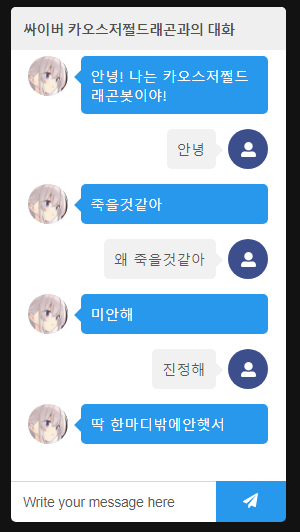 싸이버 카오스저쩔드래곤과의 대화
안녕! 나는 카오스저쩔드
래곤봇이야!
안녕
죽을것같아
왜 죽을것같아
미안해
진정해
딱 한마디밖에안햇서
Write your message here